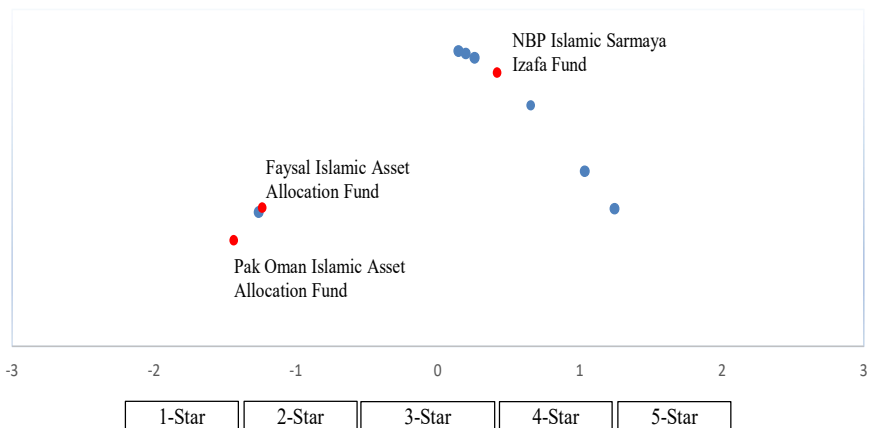 NBP Islamic Sarmaya
Izafa Fund
Faysal Islamic Asset
Allocation Fund
Pak Oman Islamic Asset
Allocation Fund
-3 -2 -1 0 1 2 3
1-Star 2-Star 3-Star 4-Star 5-Star